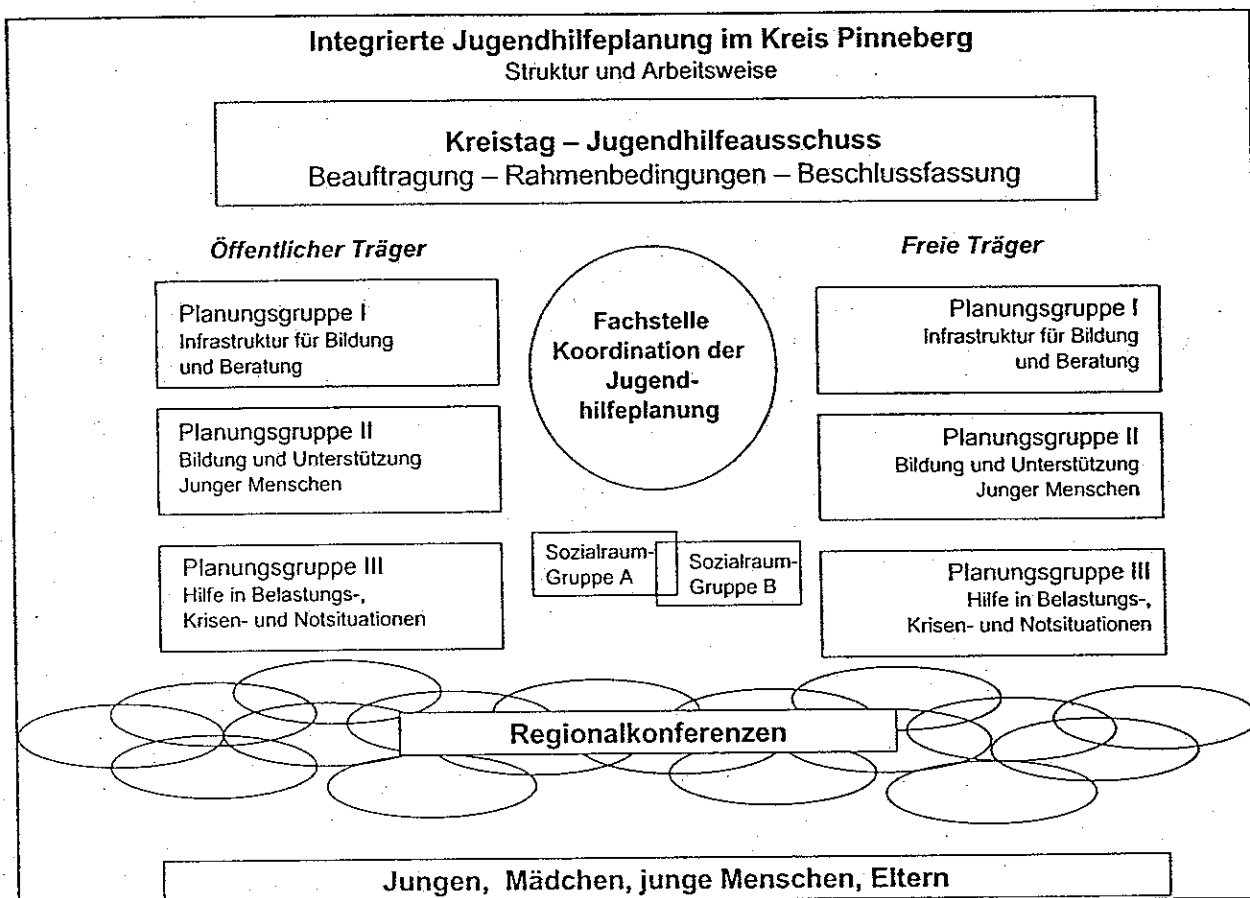 Integrierte Jugendhilfeplanung im Kreis Pinneberg
Struktur und Arbeitsweise
Kreistag – Jugendhilfeausschuss
Beauftragung – Rahmenbedingungen – Beschlussfassung
Öffentlicher Träger
Planungsgruppe I
Infrastruktur für Bildung
und Beratung
Planungsgruppe II
Bildung und Unterstützung
Junger Menschen
Planungsgruppe III
Hilfe in Belastungs-,
Krisen- und Notsituationen
Fachstelle
Koordination der
Jugend-
hilfeplanung
Sozialraum-
Gruppe A
Sozialraum-
Gruppe B
Freie Träger
Planungsgruppe I
Infrastruktur für Bildung
und Beratung
Planungsgruppe II
Bildung und Unterstützung
Junger Menschen
Planungsgruppe III
Hilfe in Belastungs-,
Krisen- und Notsituationen
Regionalkonferenzen
Jungen, Mädchen, junge Menschen, Eltern